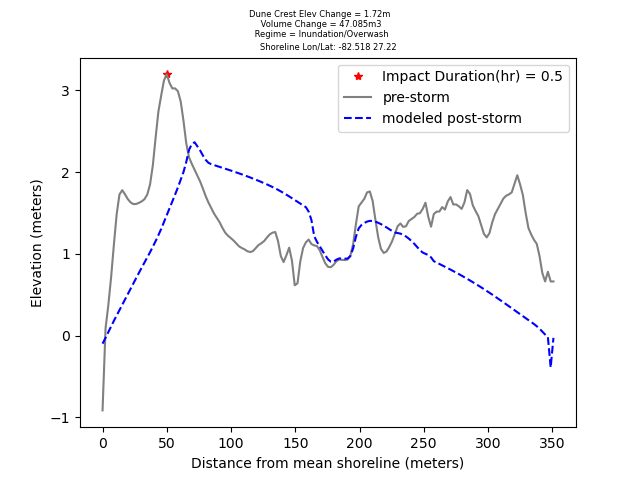 Dune Crest Elev Change = 1.72m
Volume Change = 47.085m3
Regime = Inundation/Overwash
Shoreline Lon/Lat: -82.518 27.22
Impact Duration(hr) = 0.5
pre-storm
modeled post-storm
Elevation (meters)
3
2
1
0
−1
0 50 100 150 200 250 300 350
Distance from mean shoreline (meters)